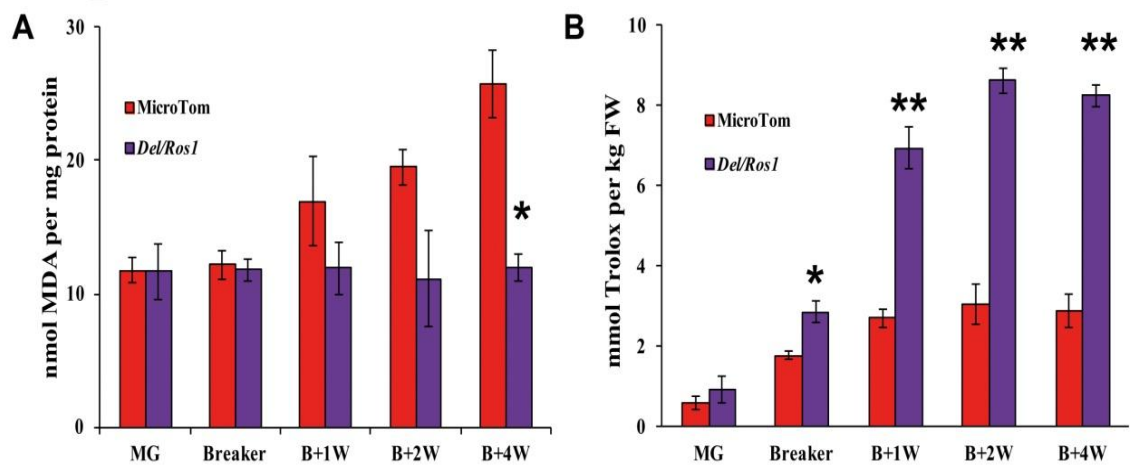 A
nmol MDA per mg protein
30
20
10
0
MicroTom
Del/Ros1
*
MG Breaker B+1W B+2W B+4W
B
mmol Trolox per kg FW
10
8
6
4
2
0
MicroTom
Del/Ros1
* ** ** **
MG Breaker B+1W B+2W B+4W